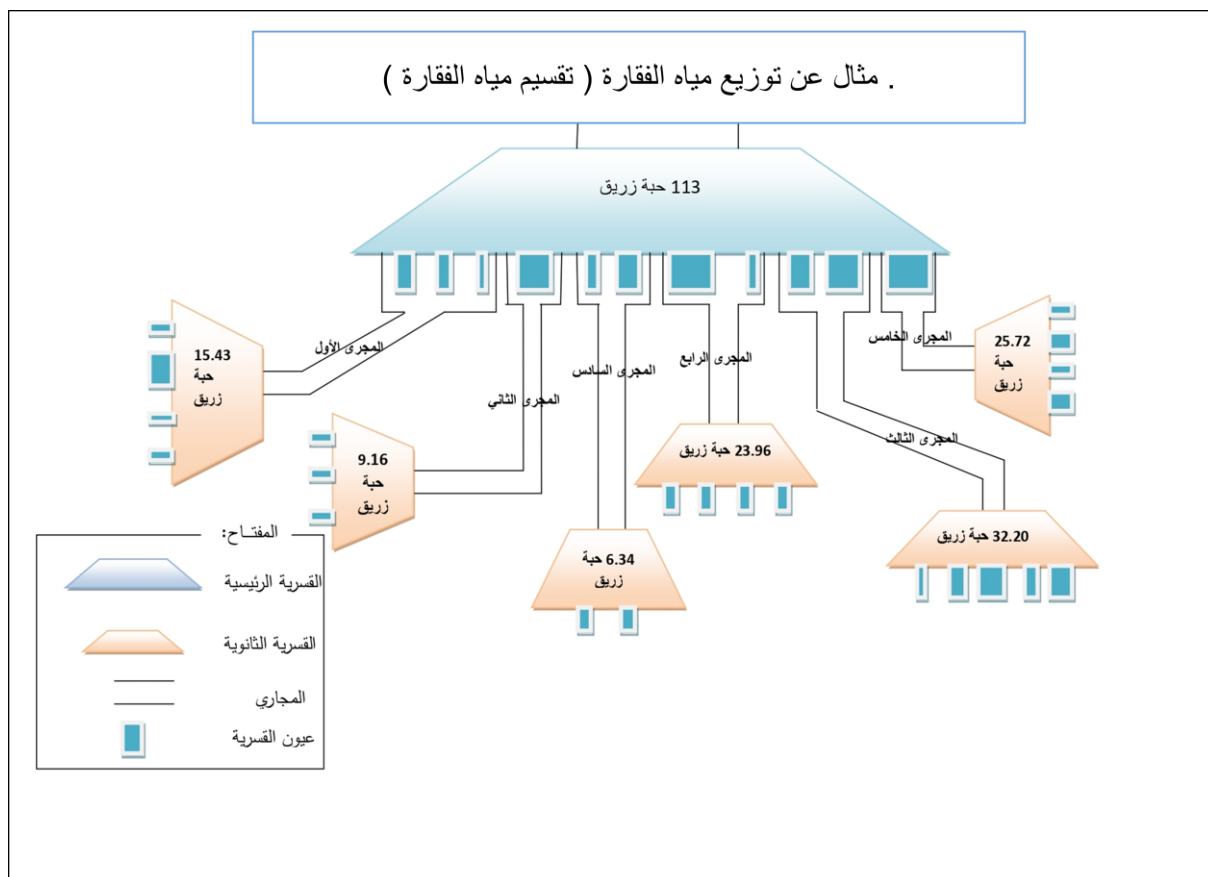 . مثال عن توزيع مياه الفقارة ( تقسيم مياه الفقارة )
113 حبة زريق
المجرى الأول
المجرى الثاني
المجرى السادس
المجرى الرابع
المجرى الثالث
المجرى الخامس
15.43
حبة
زريق
9.16
حبة
زريق
6.34 حبة
زريق
23.96 حبة زريق
32.20 حبة زريق
25.72
حبة
زريق
المفتــاح:
القسرية الرئيسية
القسرية الثانوية
المجاري
عيون القسرية